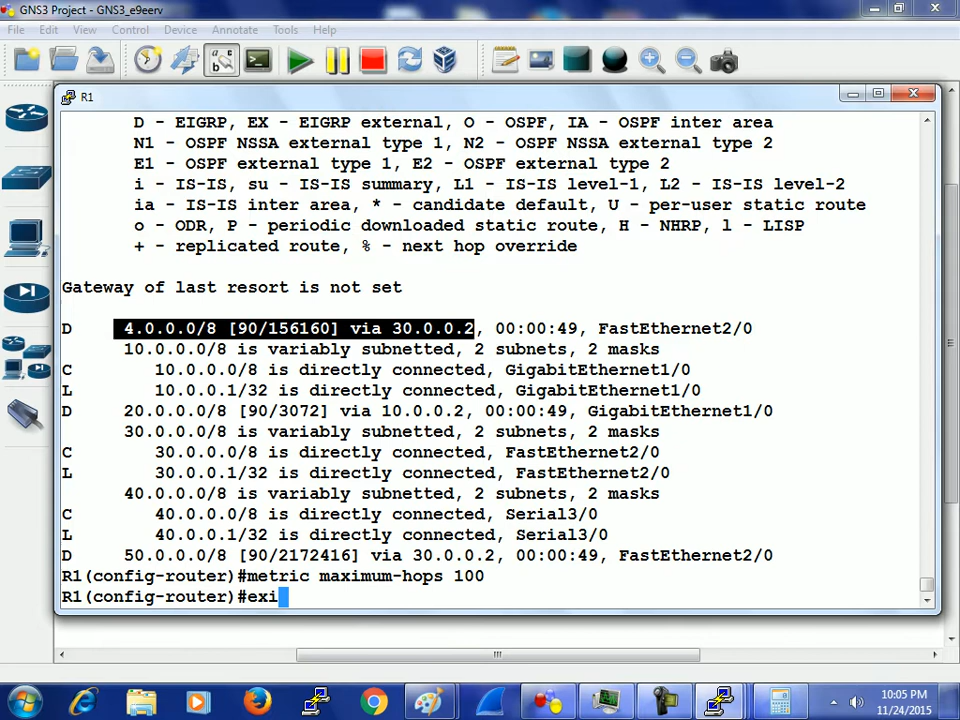 GNS3 Project - GNS3_e9eerv
File Edit View Control Device Annotate Tools Help
R1
D - EIGRP, EX - EIGRP external, O - OSPF, IA - OSPF inter area
N1 - OSPF NSSA external type 1, N2 - OSPF NSSA external type 2
E1 - OSPF external type 1, E2 - OSPF external type 2
i - IS-IS, su - IS-IS summary, L1 - IS-IS level-1, L2 - IS-IS level-2
ia - IS-IS inter area, * - candidate default, U - per-user static route
o - ODR, P - periodic downloaded static route, H - NHRP, l - LISP
+ - replicated route, % - next hop override
Gateway of last resort is not set
D 4.0.0.0/8 [90/156160] via 30.0.0.2, 00:00:49, FastEthernet2/0
10.0.0.0/8 is variably subnetted, 2 subnets, 2 masks
C 10.0.0.0/8 is directly connected, GigabitEthernet1/0
L 10.0.0.1/32 is directly connected, GigabitEthernet1/0
D 20.0.0.0/8 [90/3072] via 10.0.0.2, 00:00:49, GigabitEthernet1/0
30.0.0.0/8 is variably subnetted, 2 subnets, 2 masks
C 30.0.0.0/8 is directly connected, FastEthernet2/0
L 30.0.0.1/32 is directly connected, FastEthernet2/0
40.0.0.0/8 is variably subnetted, 2 subnets, 2 masks
C 40.0.0.0/8 is directly connected, Serial3/0
L 40.0.0.1/32 is directly connected, Serial3/0
D 50.0.0.0/8 [90/2172416] via 30.0.0.2, 00:00:49, FastEthernet2/0
R1(config-router)#metric maximum-hops 100
R1(config-router)#exi
10:05 PM
11/24/2015